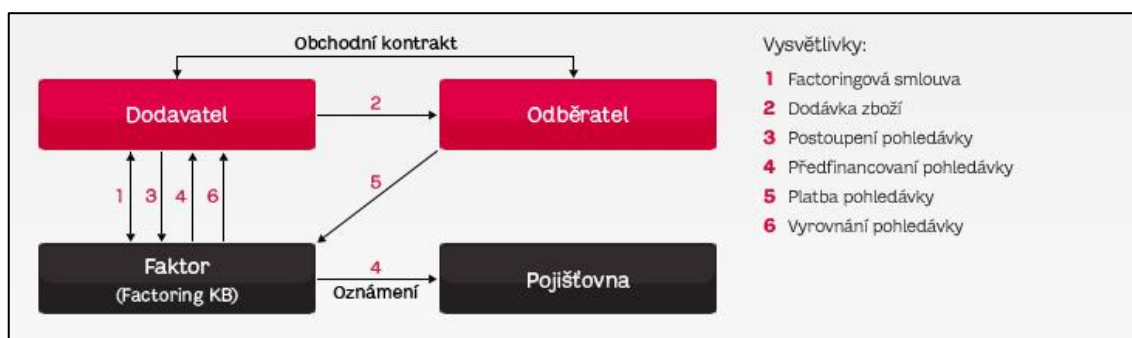 Obchodní kontrakt
Dodavatel
2
Odběratel
1
3
4
6
5
Faktor
(Factoring KB)
4
Oznámení
Pojišťovna
Vysvětlivky:
1 Factoringová smlouva
2 Dodávka zboží
3 Postoupení pohledávky
4 Předfinancovaní pohledávky
5 Platba pohledávky
6 Vyrovnání pohledávky